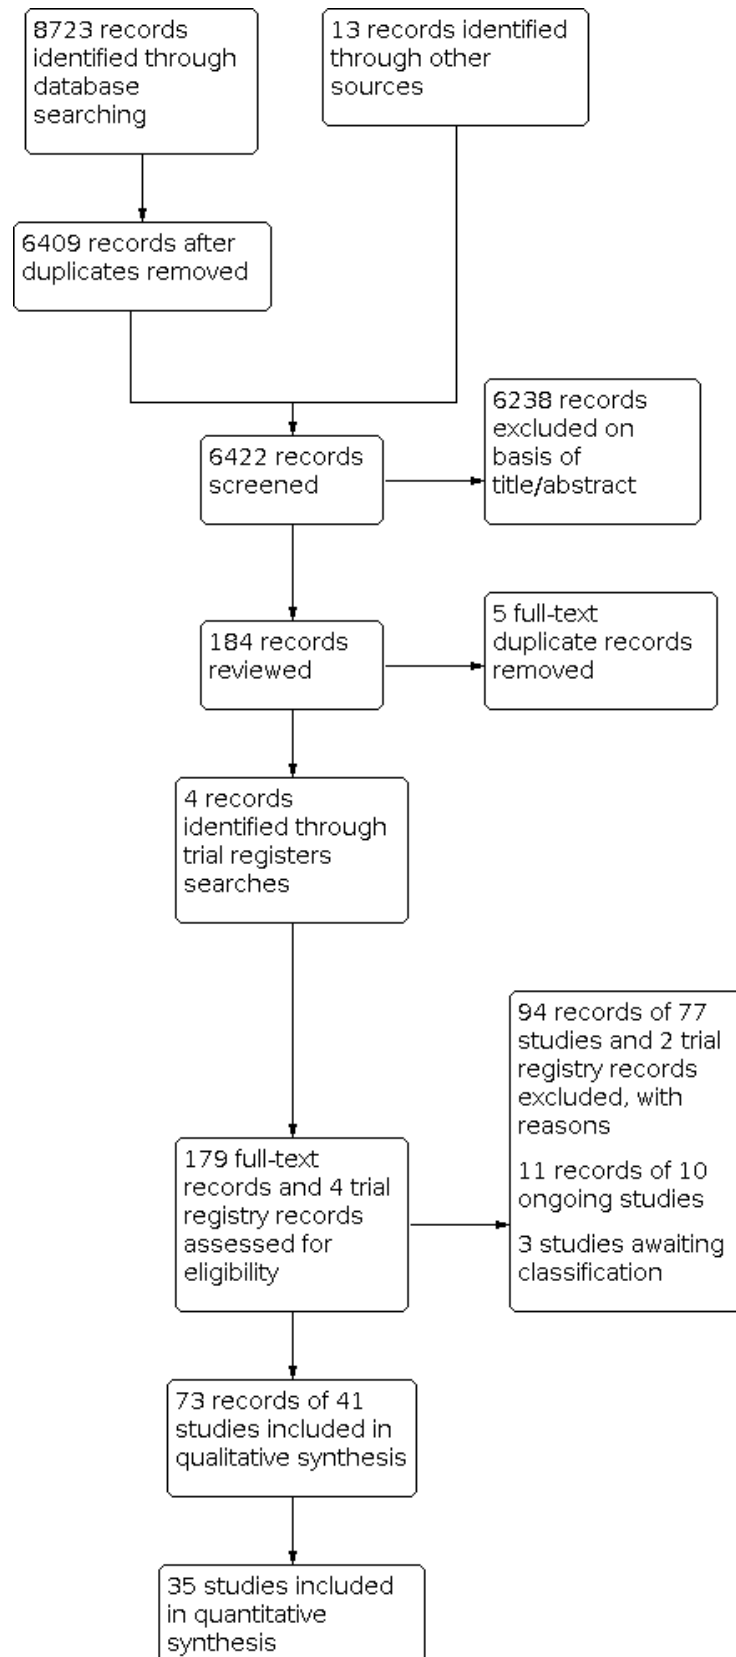 8723 records
identified through
database
searching
13 records identified
through other
sources
6409 records after
duplicates removed
6422 records
screened
6238 records
excluded on
basis of
title/abstract
184 records
reviewed
5 full-text
duplicate records
removed
4 records
identified through
trial registers
searches
94 records of 77
studies and 2 trial
registry records
excluded, with
reasons
11 records of 10
ongoing studies
3 studies awaiting
classification
179 full-text
records and 4 trial
registry records
assessed for
eligibility
73 records of 41
studies included in
qualitative synthesis
35 studies included
in quantitative
synthesis